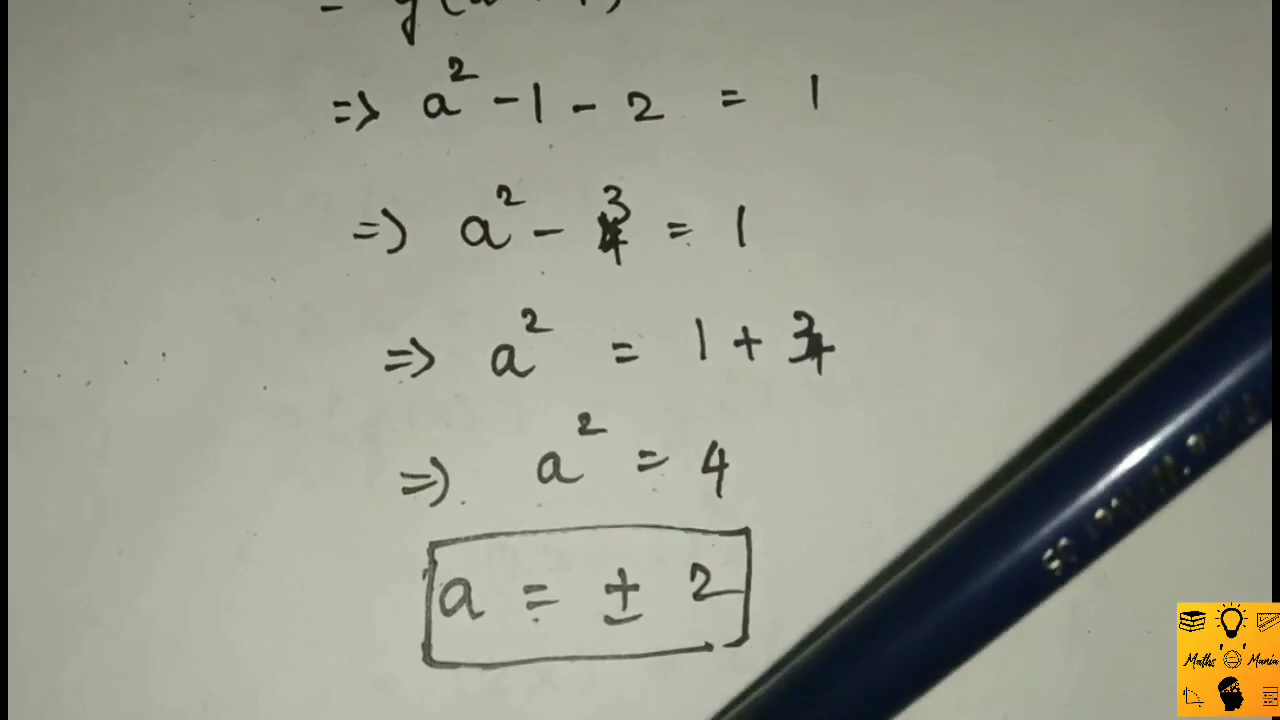 => a² - 1 - 2 = 1
=> a² - 3 = 1
=> a² = 1 + 3
=> a² = 4
a = ± 2
Maths Mania